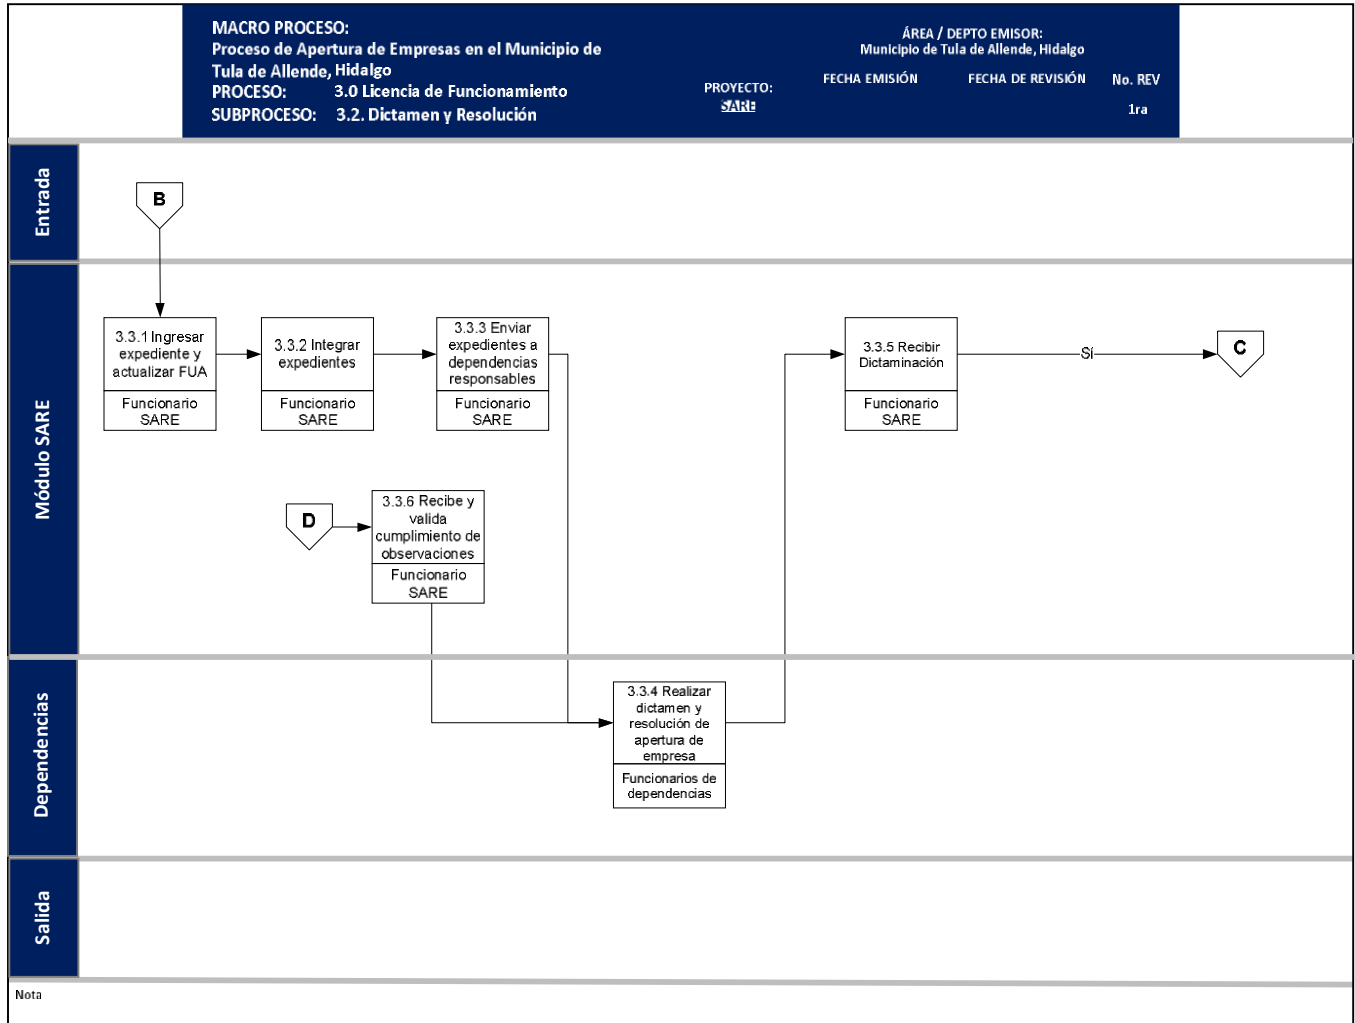 MACRO PROCESO:
Proceso de Apertura de Empresas en el Municipio de
Tula de Allende, Hidalgo
PROCESO: 3.0 Licencia de Funcionamiento
SUBPROCESO: 3.2. Dictamen y Resolución
PROYECTO:
SARE
ÁREA / DEPTO EMISOR:
Municipio de Tula de Allende, Hidalgo
FECHA EMISIÓN FECHA DE REVISIÓN No. REV
1ra
Entrada
B
Módulo SARE
3.3.1 Ingresar
expediente y
actualizar FUA
Funcionario
SARE
3.3.2 Integrar
expedientes
Funcionario
SARE
3.3.3 Enviar
expedientes a
dependencias
responsables
Funcionario
SARE
3.3.5 Recibir
Dictaminación
Funcionario
SARE
Sí
C
D
3.3.6 Recibe y
valida
cumplimiento de
observaciones
Funcionario
SARE
Dependencias
3.3.4 Realizar
dictamen y
resolución de
apertura de
empresa
Funcionarios de
dependencias
Salida
Nota